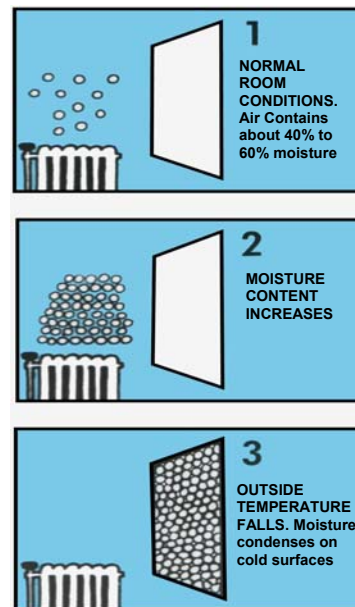 1
NORMAL
ROOM
CONDITIONS.
Air Contains
about 40% to
60% moisture
2
MOISTURE
CONTENT
INCREASES
3
OUTSIDE
TEMPERATURE
FALLS. Moisture
condenses on
cold surfaces